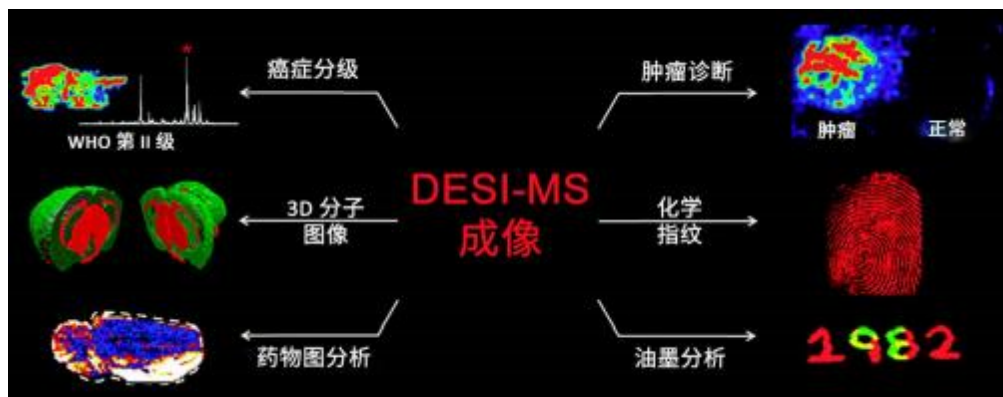 癌症分级
WHO 第 II 级
肿瘤诊断
肿瘤
正常
DESI-MS
成像
3D 分子
图像
化学
指纹
药物图分析
油墨分析
1982